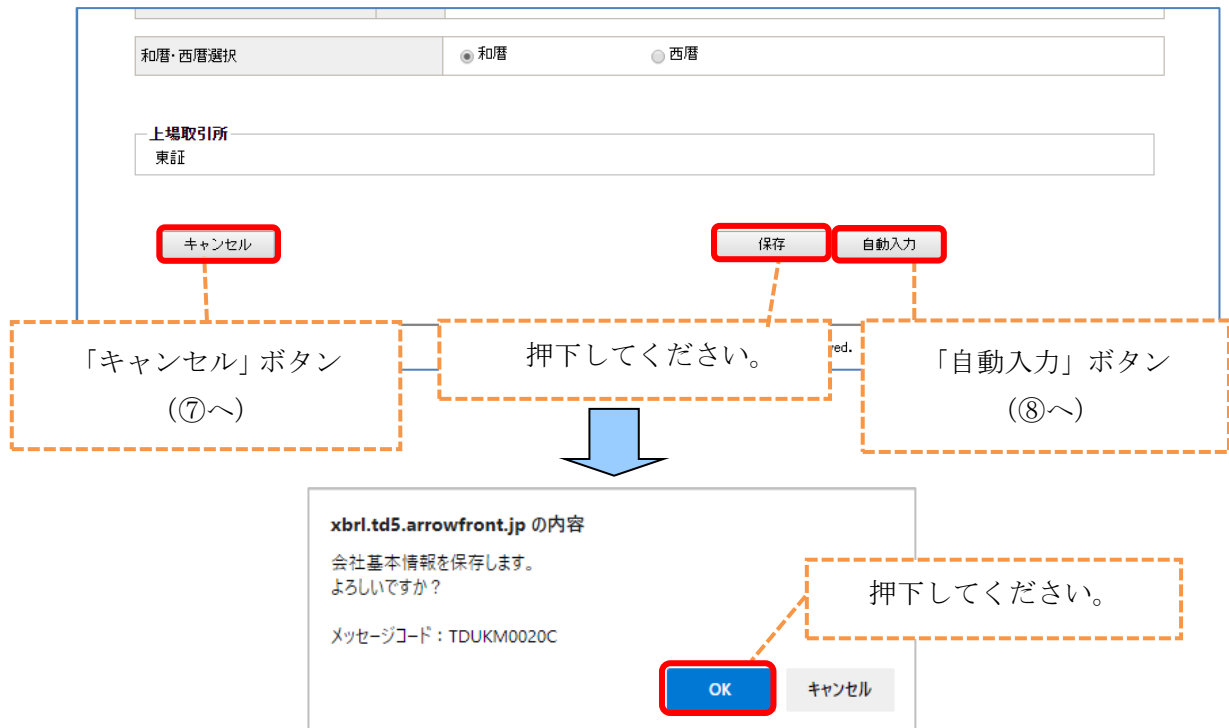 和暦・西暦選択
和暦
西暦
上場取引所
東証
キャンセル
保存
自動入力
「キャンセル」ボタン
(⑦へ)
押下してください。
ved.
「自動入力」ボタン
(⑧へ)
xbrl.td5.arrowfront.jp の内容
会社基本情報を保存します。
よろしいですか？
メッセージコード：TDUKM0020C
押下してください。
OK
キャンセル